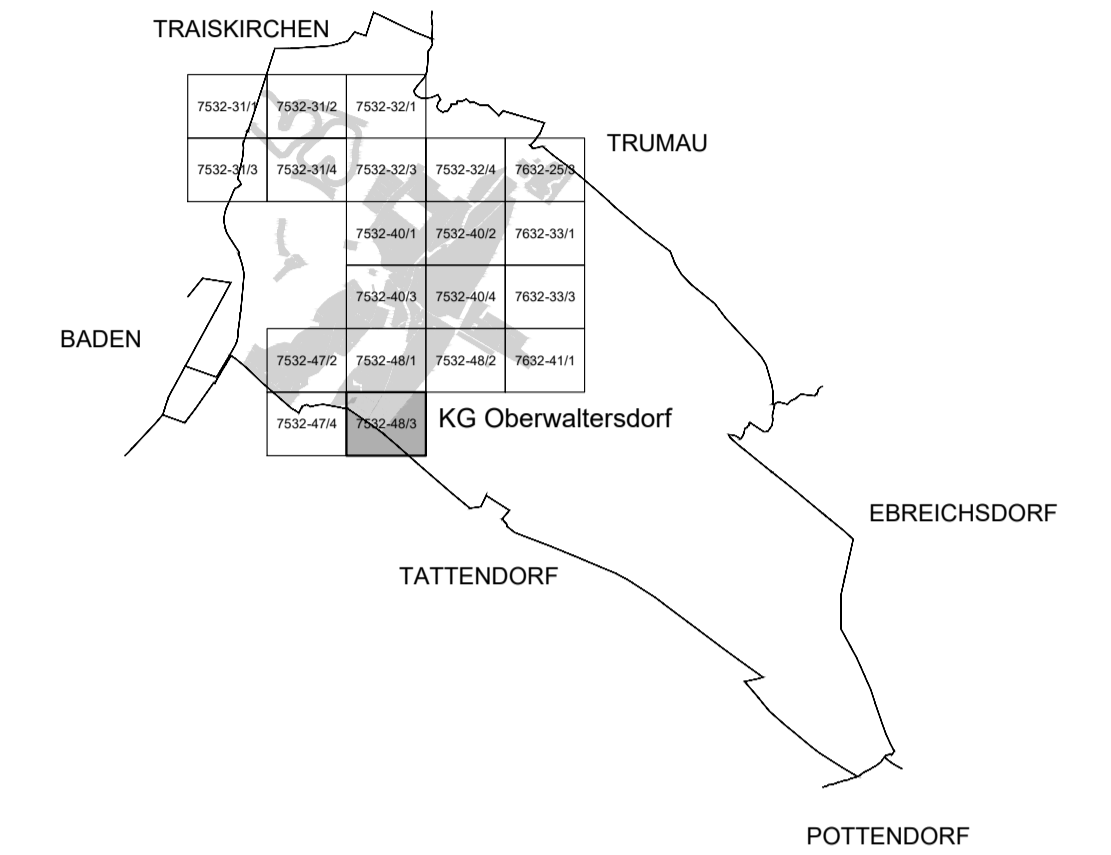 TRAISKIRCHEN
7532-31/1 7532-31/2 7532-32/1
TRUMAU
7532-31/3 7532-31/4 7532-32/3 7532-32/4 7632-25/3
7532-40/1 7532-40/2 7632-33/1
7532-40/3 7532-40/4 7632-33/3
BADEN
7532-47/2 7532-48/1 7532-48/2 7632-41/1
7532-47/4 7532-48/3 KG Oberwaltersdorf
EBREICHSDORF
TATTENDORF
POTTENDORF